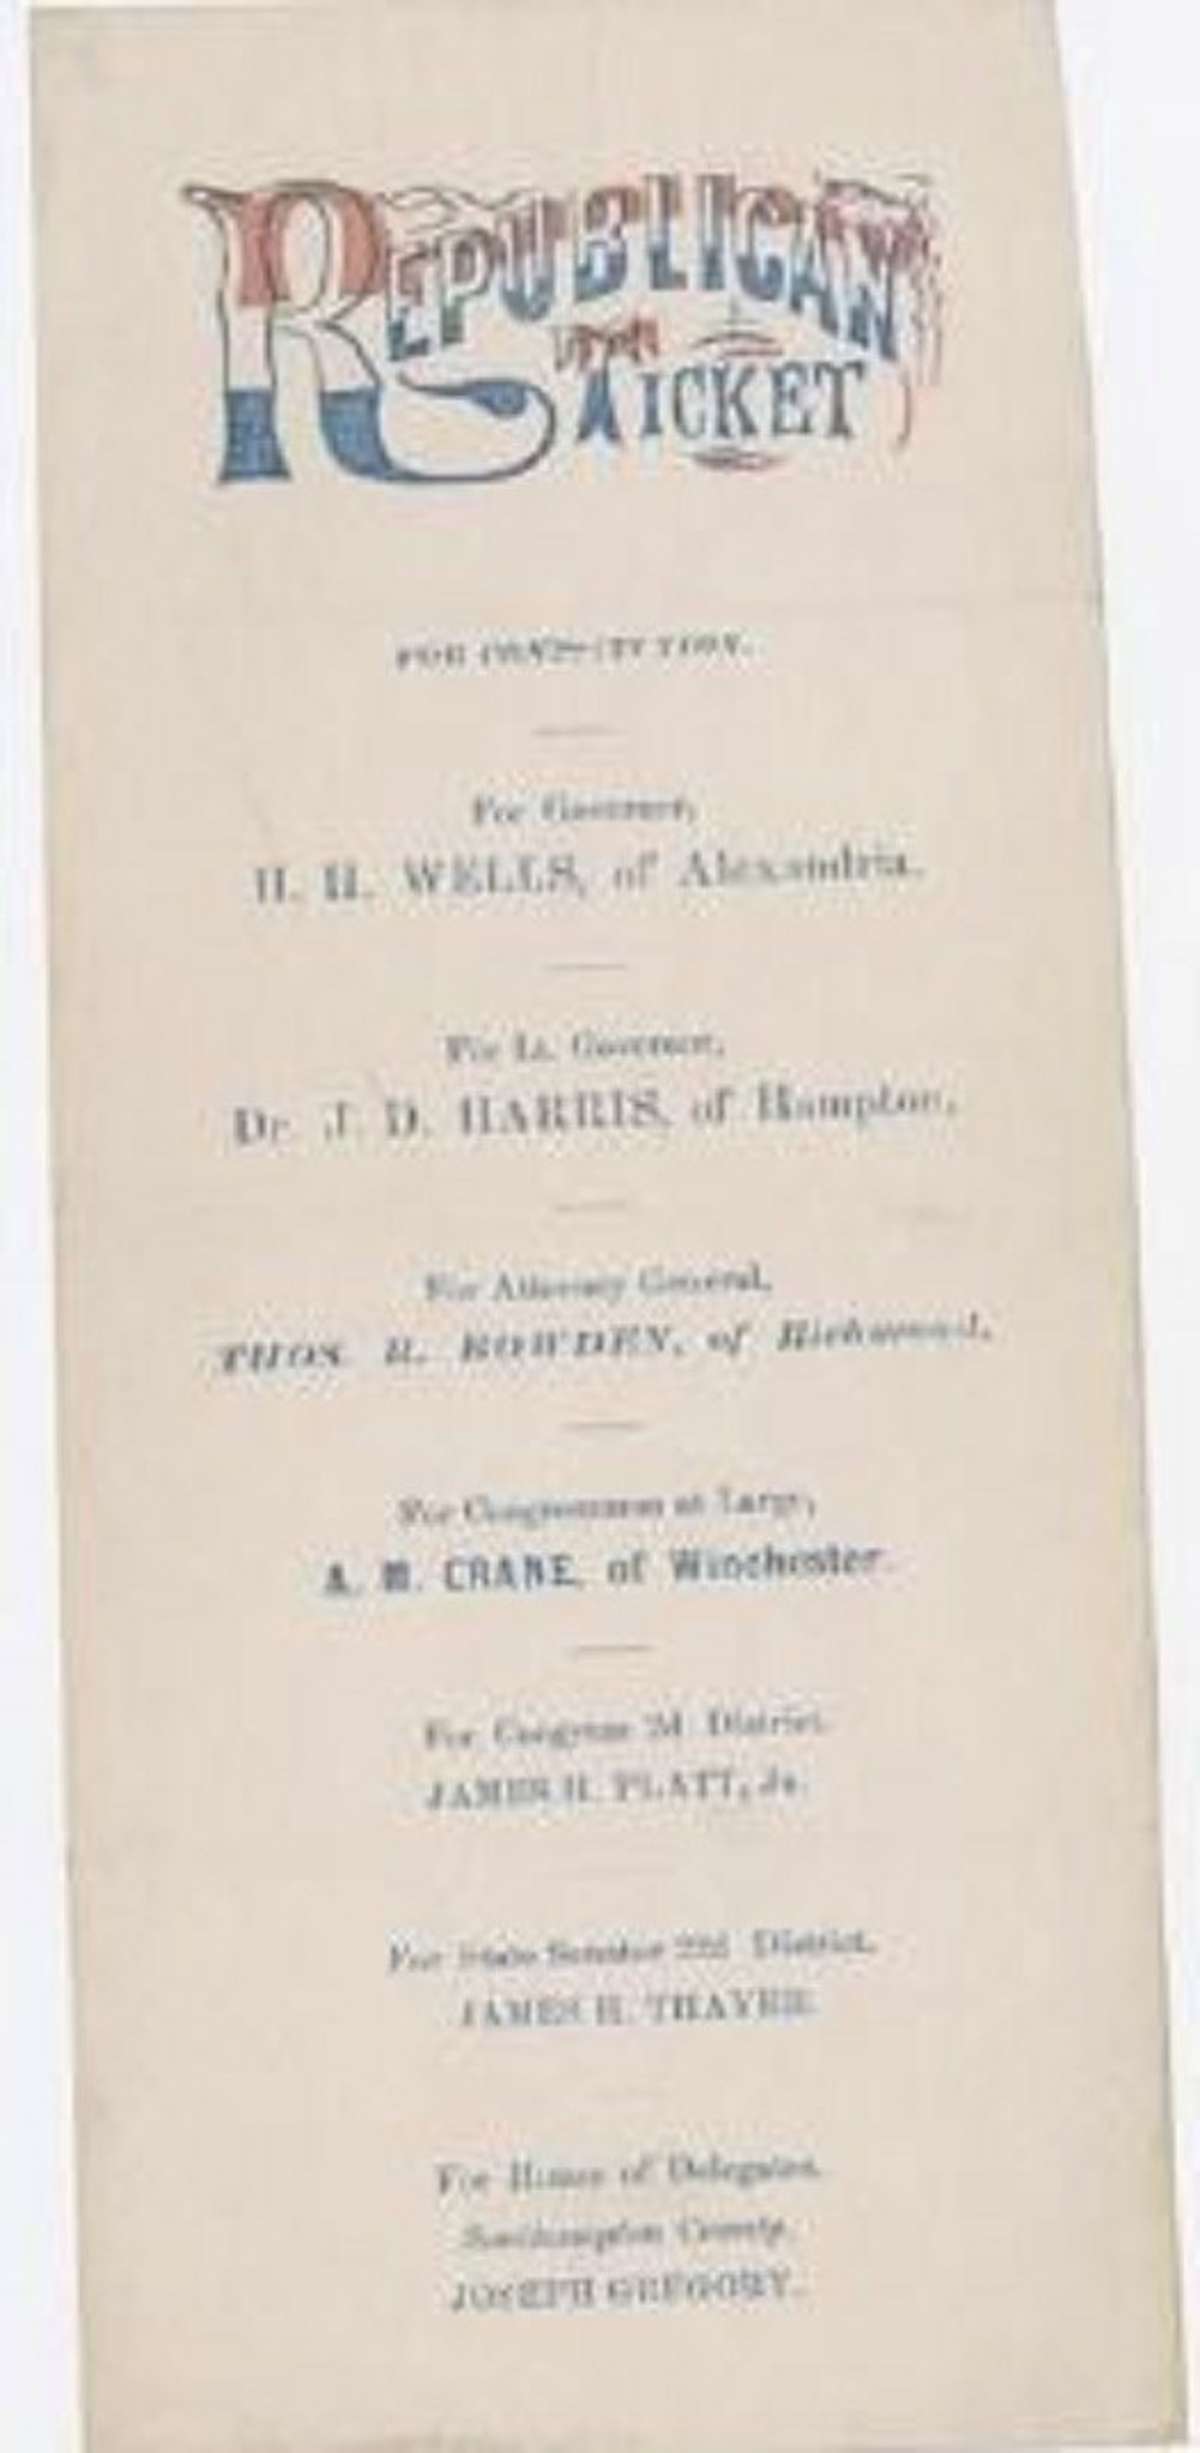 REPUBLICAN
TICKET
FOR CONSTITUTION.
For Governor,
H. H. WELLS, of Alexandria.
For Lt. Governor,
Dr. J. D. HARRIS, of Hampton,
For Attorney General,
THOS. R. BOWDEN, of Richmond,
For Congressman at Large,
A. M. CRANE, of Winchester.
For Congress 2d District.
JAMES H. PLATT, Jr.
For State Senator 22d District,
JAMES H. THAYER.
For House of Delegates,
Southampton County,
JOSEPH GREGORY.